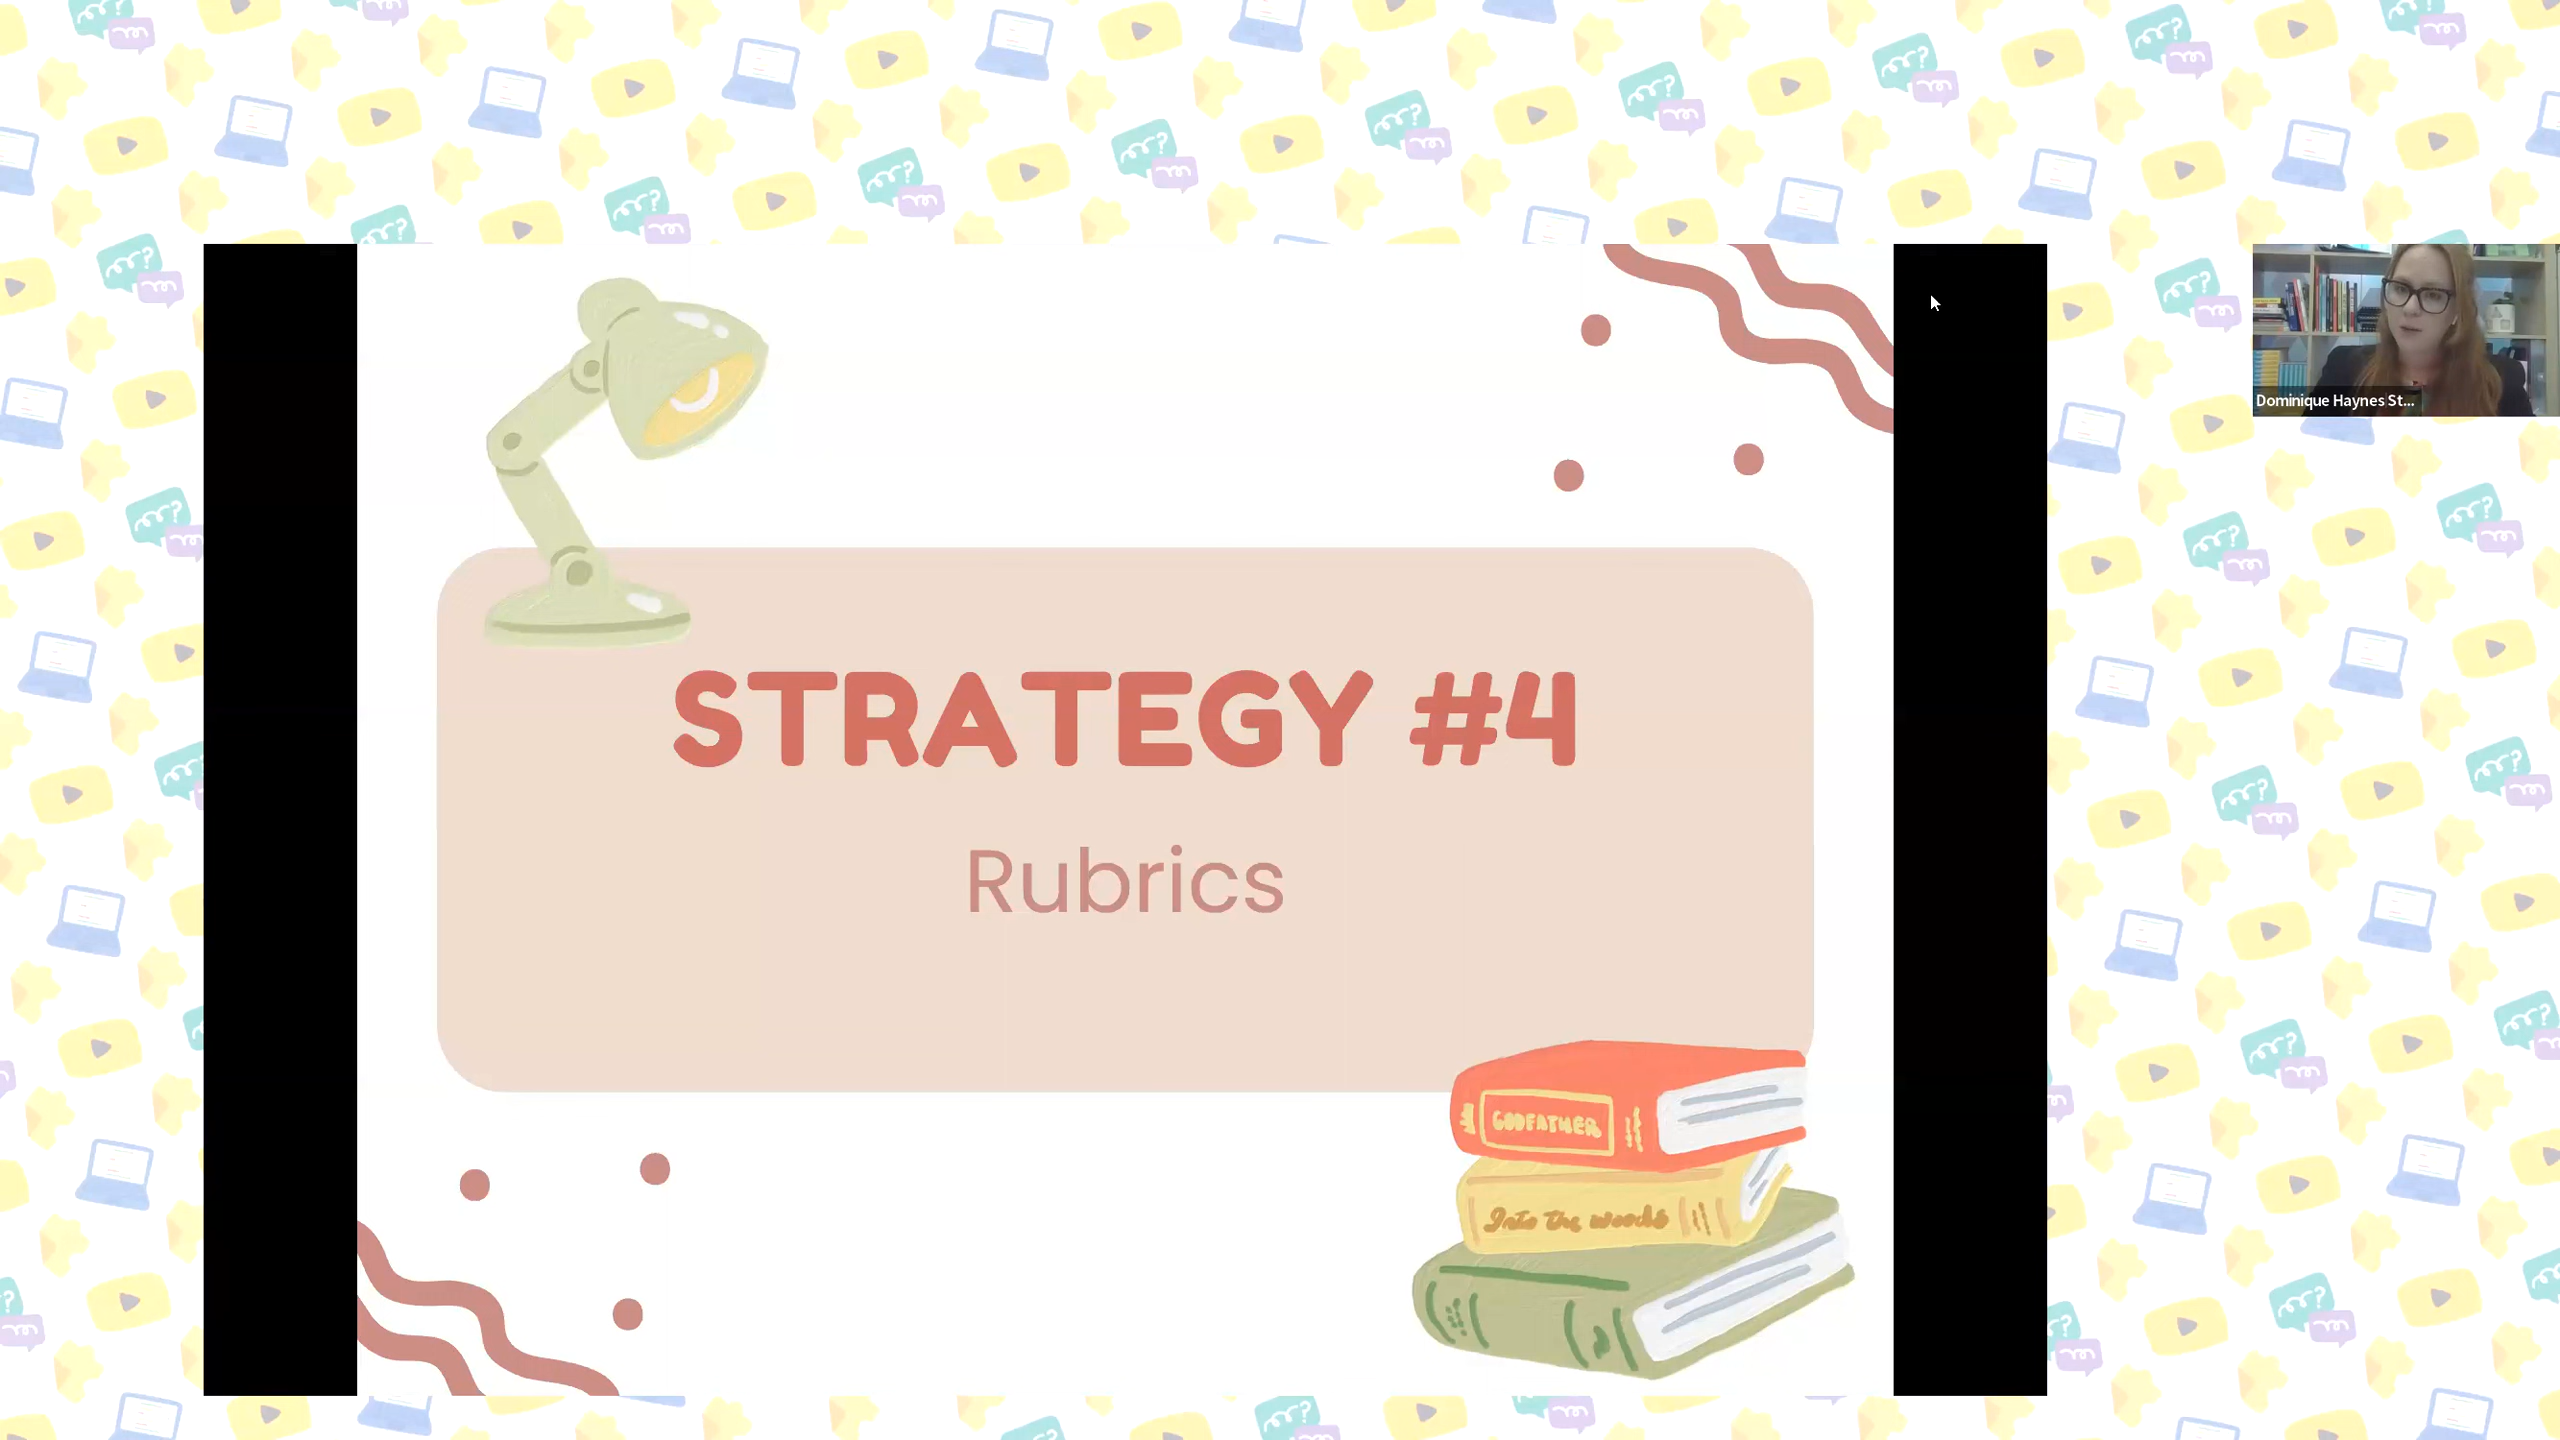 STRATEGY #4
Rubrics
GODFATHER
Into the woods
Dominique Haynes St...